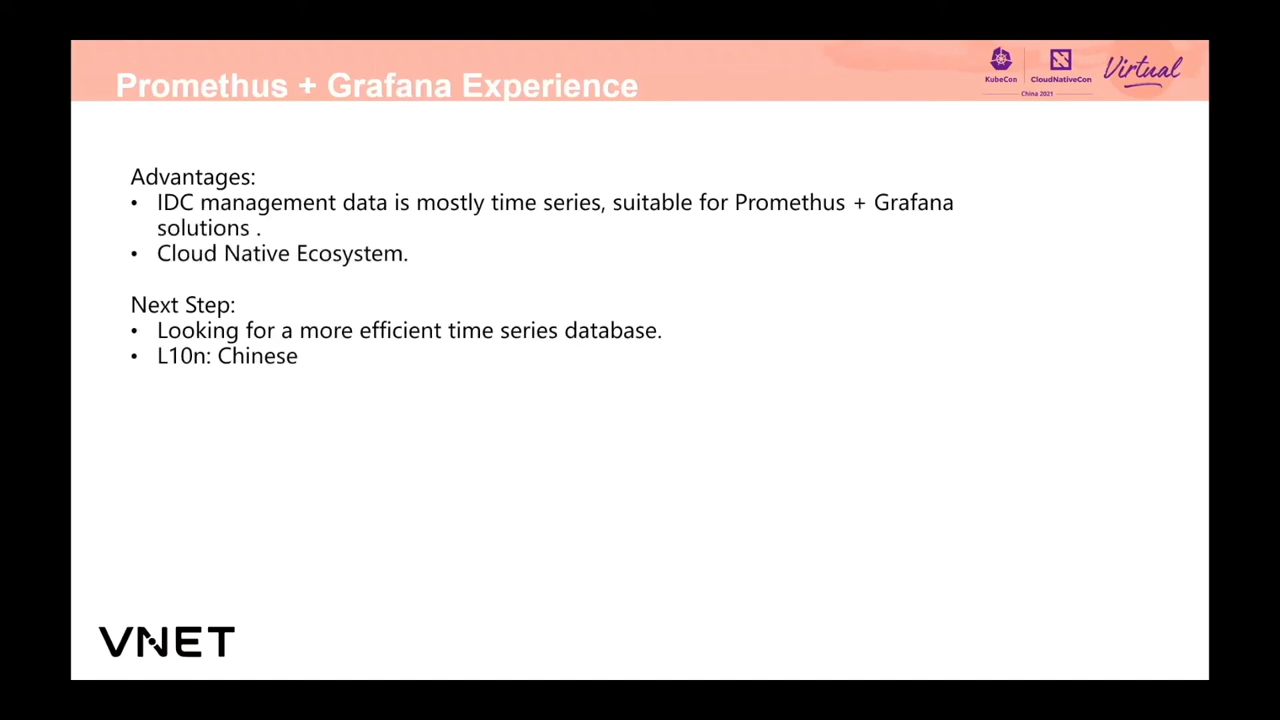 Promethus + Grafana Experience
KubeCon
CloudNativeCon
China 2021
Virtual
Advantages:
• IDC management data is mostly time series, suitable for Promethus + Grafana
solutions .
• Cloud Native Ecosystem.
Next Step:
• Looking for a more efficient time series database.
• L10n: Chinese
VNET